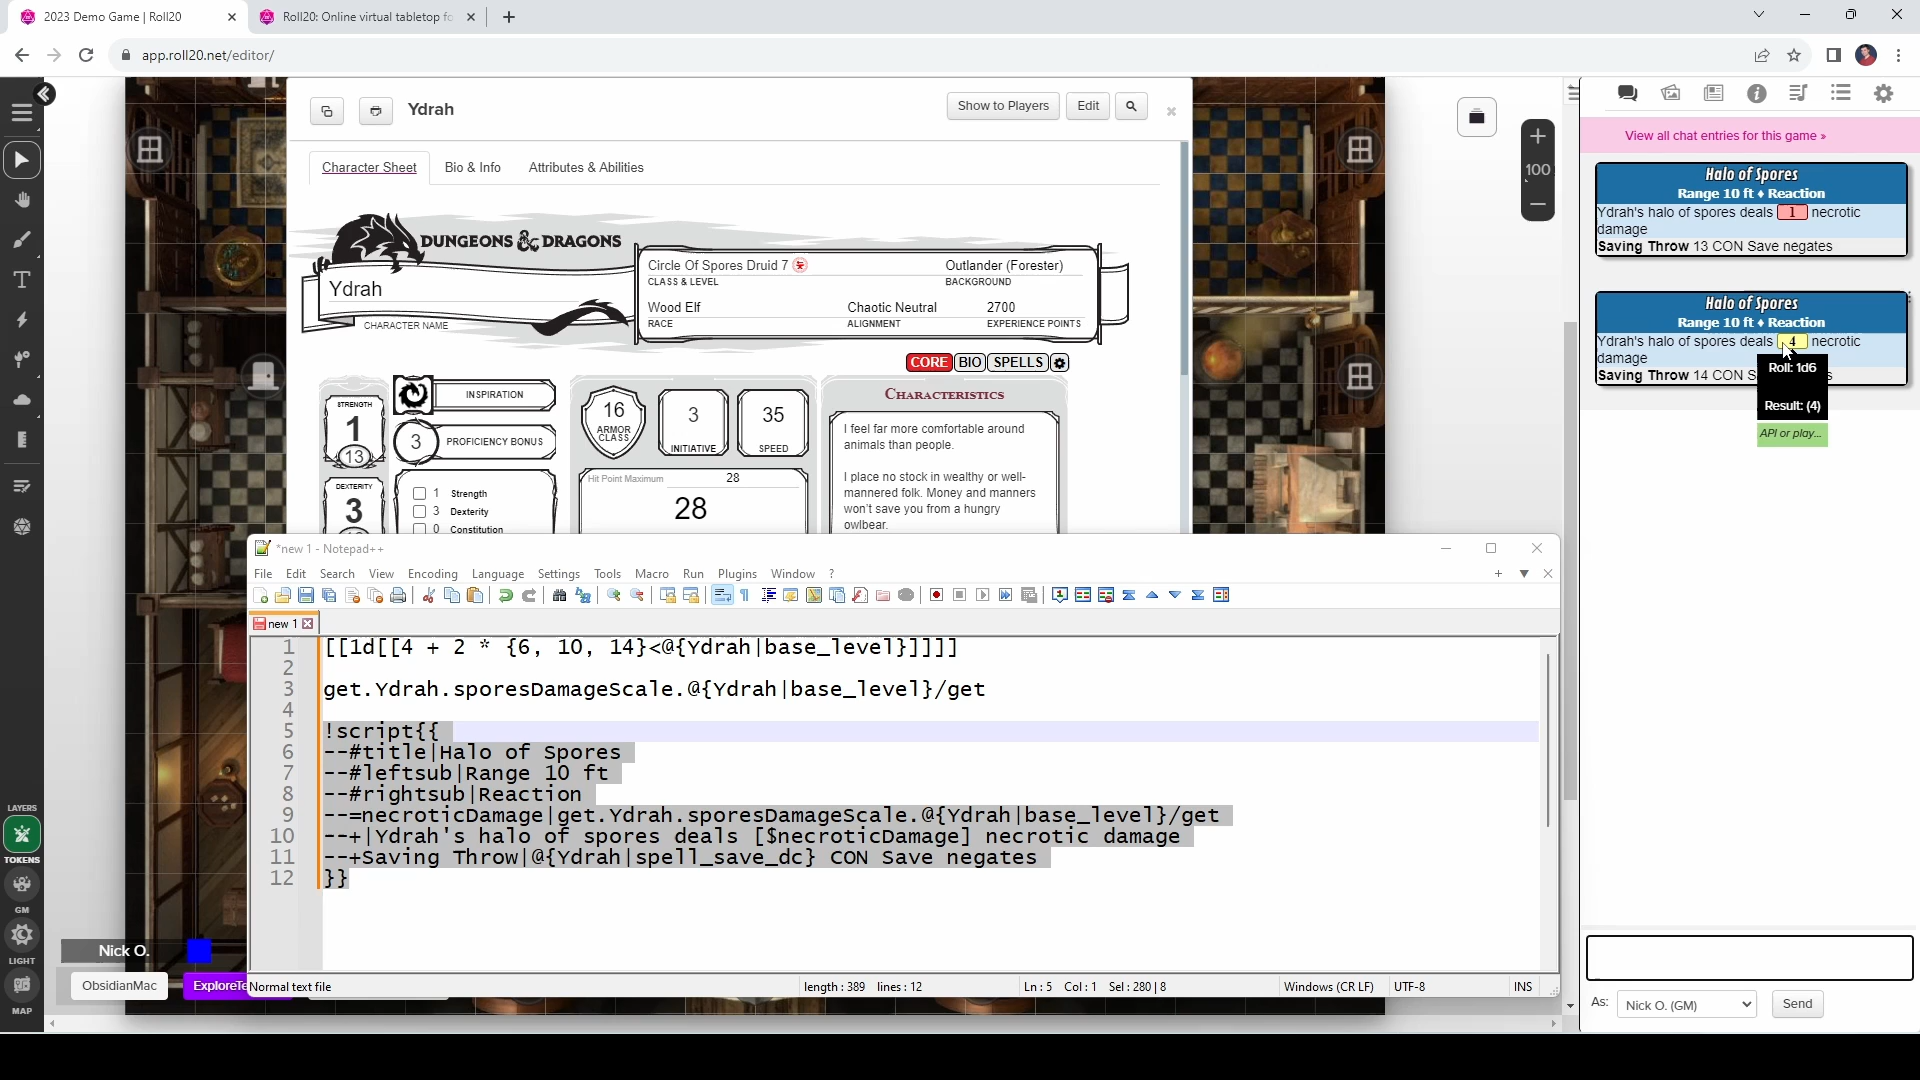 2023 Demo Game | Roll20
Roll20: Online virtual tabletop fo
app.roll20.net/editor/
Ydrah
Show to Players
Edit
Character Sheet
Bio & Info
Attributes & Abilities
DUNGEONS & DRAGONS
Ydrah
CHARACTER NAME
Circle Of Spores Druid 7
CLASS & LEVEL
Outlander (Forester)
BACKGROUND
Wood Elf
RACE
Chaotic Neutral
ALIGNMENT
2700
EXPERIENCE POINTS
CORE BIO SPELLS
STRENGTH
1
13
DEXTERITY
3
INSPIRATION
3 PROFICIENCY BONUS
1 Strength
3 Dexterity
0 Constitution
16
ARMOR
CLASS
3
INITIATIVE
35
SPEED
Hit Point Maximum 28
28
CHARACTERISTICS
I feel far more comfortable around
animals than people.
I place no stock in wealthy or well-
mannered folk. Money and manners
won't save you from a hungry
owlbear.
100
View all chat entries for this game »
Halo of Spores
Range 10 ft ♦ Reaction
Ydrah's halo of spores deals 1 necrotic
damage
Saving Throw 13 CON Save negates
Halo of Spores
Range 10 ft ♦ Reaction
Ydrah's halo of spores deals 4 necrotic
damage
Saving Throw 14 CON S s
Roll: 1d6
Result: (4)
API or play...
*new 1 - Notepad++
File Edit Search View Encoding Language Settings Tools Macro Run Plugins Window ?
new 1
1 [[1d[[4 + 2 * {6, 10, 14}<@{Ydrah|base_level}]]]]
2
3 get.Ydrah.sporesDamageScale.@{Ydrah|base_level}/get
4
5 !script{{
6 --#title|Halo of Spores
7 --#leftsub|Range 10 ft
8 --#rightsub|Reaction
9 --=necroticDamage|get.Ydrah.sporesDamageScale.@{Ydrah|base_level}/get
10 --+|Ydrah's halo of spores deals [$necroticDamage] necrotic damage
11 --+Saving Throw|@{Ydrah|spell_save_dc} CON Save negates
12 }}
Normal text file
length : 389 lines : 12
Ln : 5 Col : 1 Sel : 280 | 8
Windows (CR LF)
UTF-8
INS
LAYERS
TOKENS
GM
LIGHT
MAP
Nick O.
ObsidianMac
ExploreTe
As:
Nick O. (GM)
Send